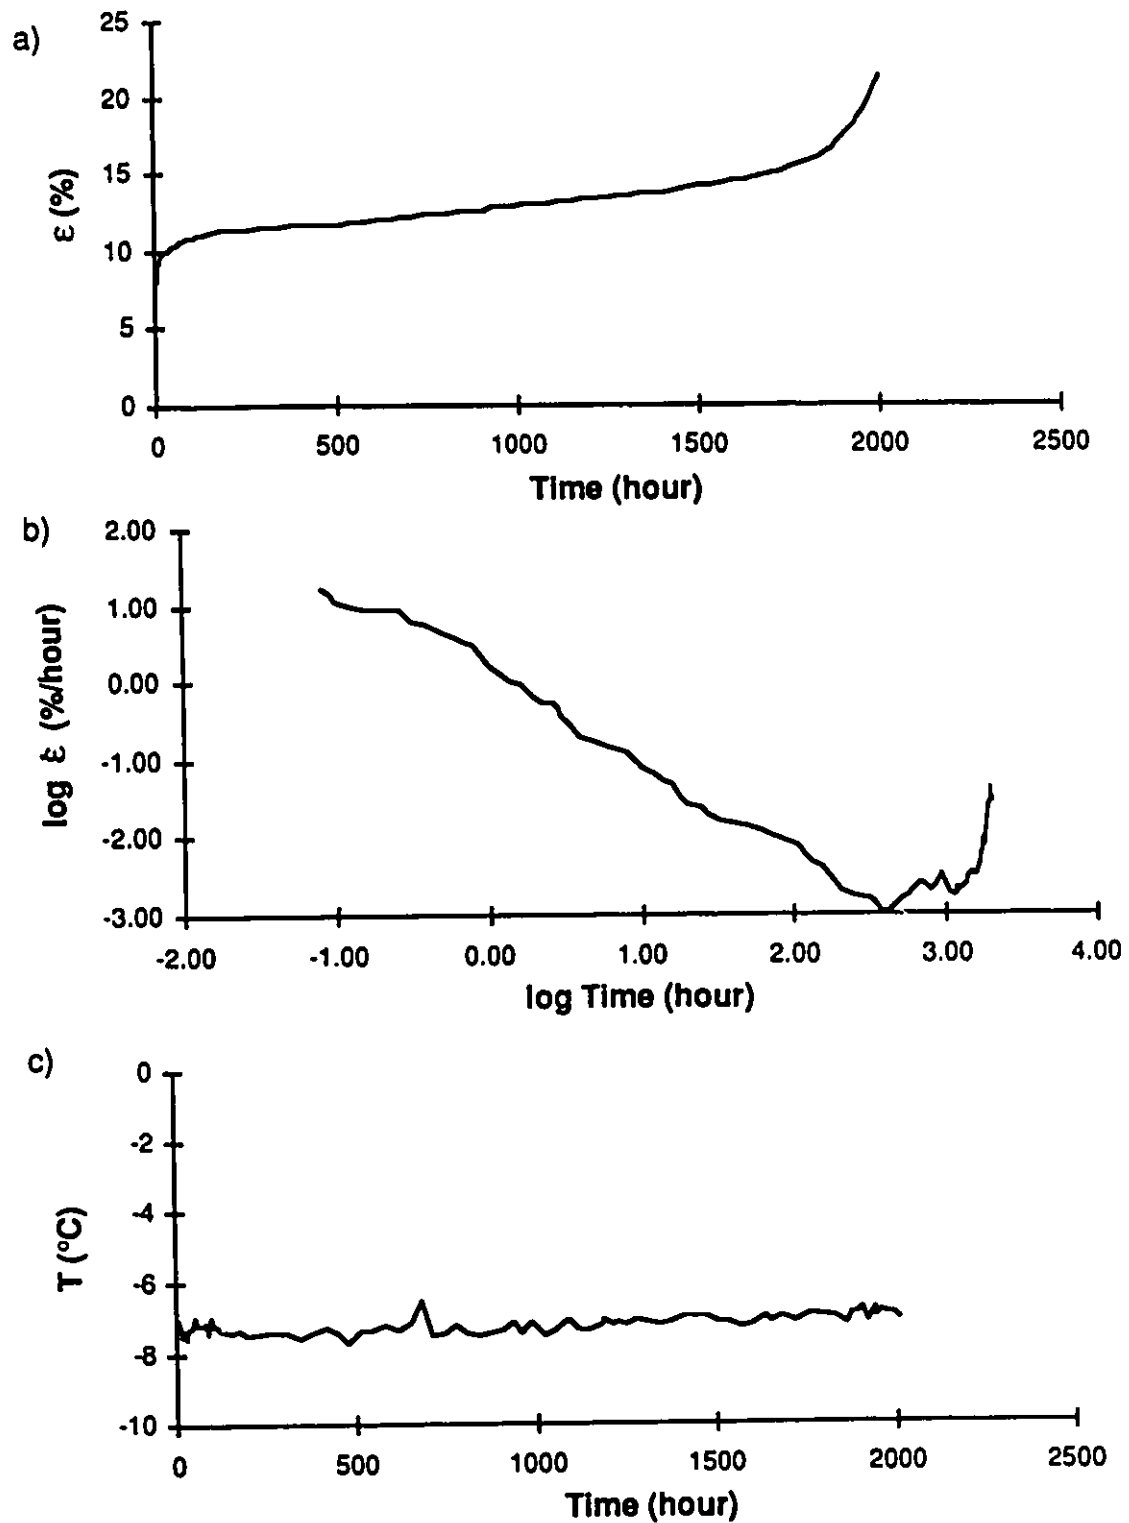 a)
25
20
15
10
5
0
ε (%)
0 500 1000 1500 2000 2500
Time (hour)
b)
2.00
1.00
0.00
-1.00
-2.00
-3.00
log ε̇ (%/hour)
-2.00 -1.00 0.00 1.00 2.00 3.00 4.00
log Time (hour)
c)
0
-2
-4
-6
-8
-10
T (°C)
0 500 1000 1500 2000 2500
Time (hour)